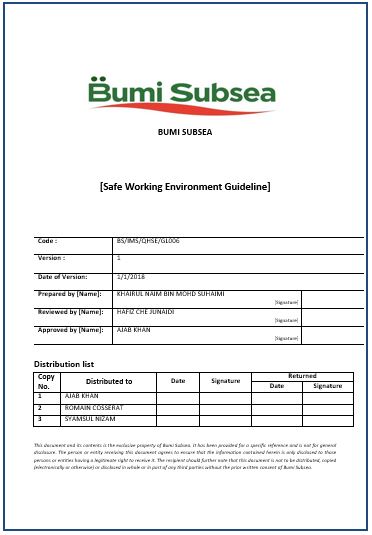 Bumi Subsea
BUMI SUBSEA
[Safe Working Environment Guideline]
Code : BS/IMS/QHSE/GL006
Version : 1
Date of Version: 1/1/2018
Prepared by [Name]: KHAIRUL NAIM BIN MOHD SUHAIMI
[Signature]
Reviewed by [Name]: HAFIZ CHE JUNAIDI
[Signature]
Approved by [Name]: AJAB KHAN
[Signature]
Distribution list
Copy No. Distributed to Date Signature Returned
Date Signature
1 AJAB KHAN
2 ROMAIN COSSERAT
3 SYAMSUL NIZAM
This document and its contents is the exclusive property of Bumi Subsea. It has been provided for a specific reference and is not for general
disclosure. The person or entity receiving this document agrees to ensure that the information contained herein is only disclosed to those
persons or entities having a legitimate right to receive it. The recipient should further note that this document is not to be distributed, copied
(electronically or otherwise) or disclosed in whole or in part of any third parties without the prior written consent of Bumi Subsea.